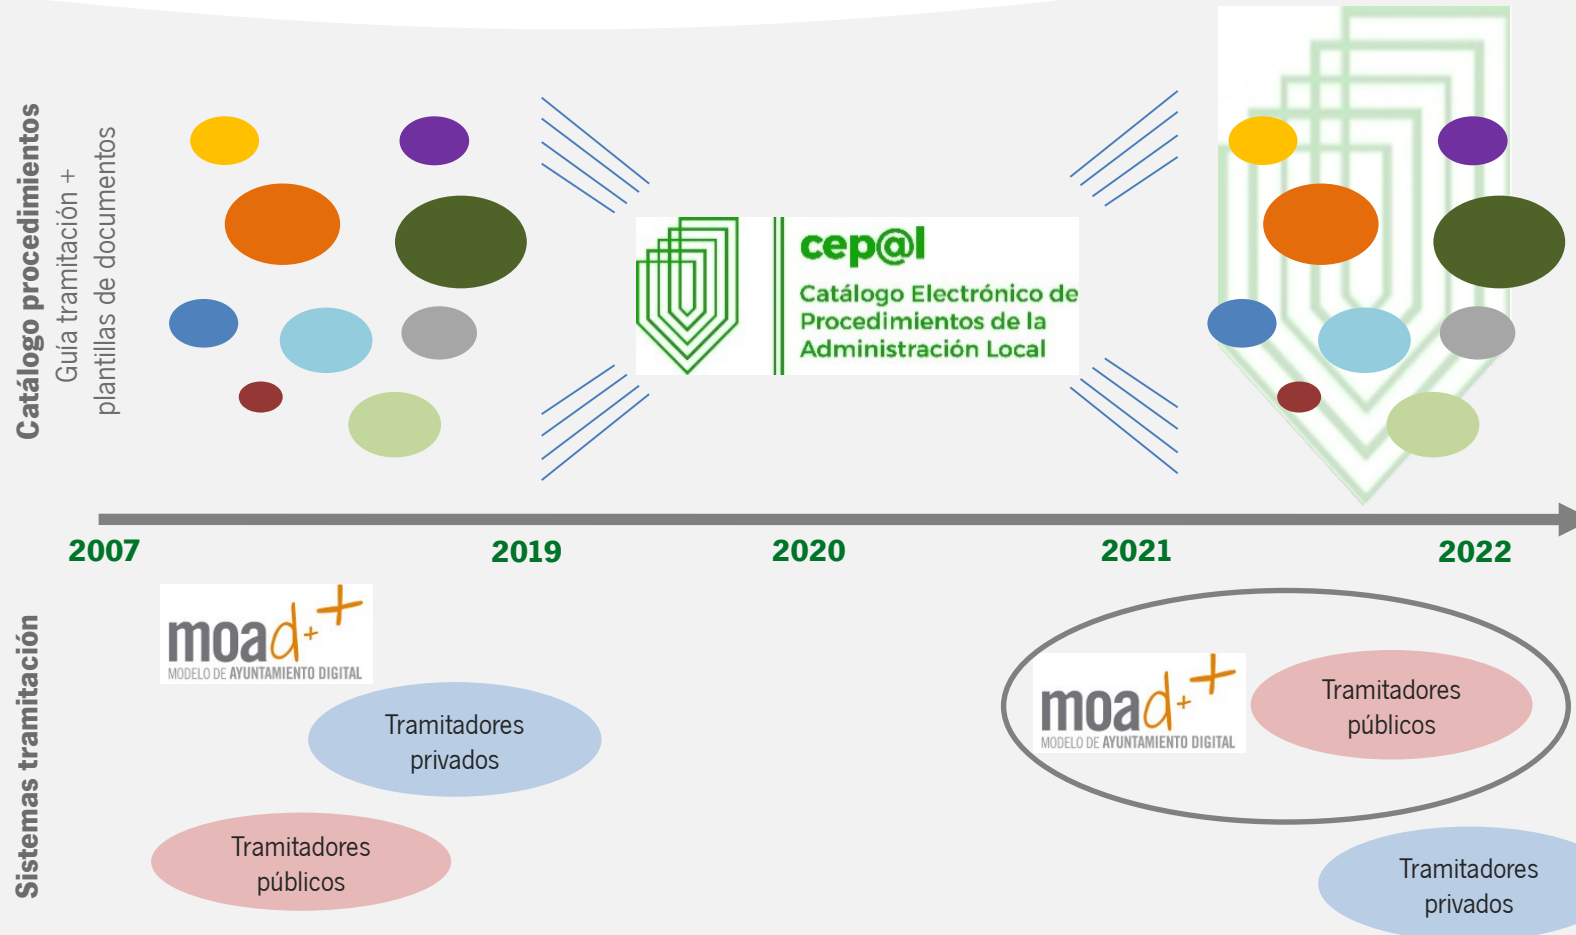 Catálogo procedimientos
Guía tramitación +
plantillas de documentos
cep@l
Catálogo Electrónico de
Procedimientos de la
Administración Local
2007
2019
2020
2021
2022
Sistemas tramitación
moad++
MODELO DE AYUNTAMIENTO DIGITAL
Tramitadores
privados
Tramitadores
públicos
moad++
MODELO DE AYUNTAMIENTO DIGITAL
Tramitadores
públicos
Tramitadores
privados